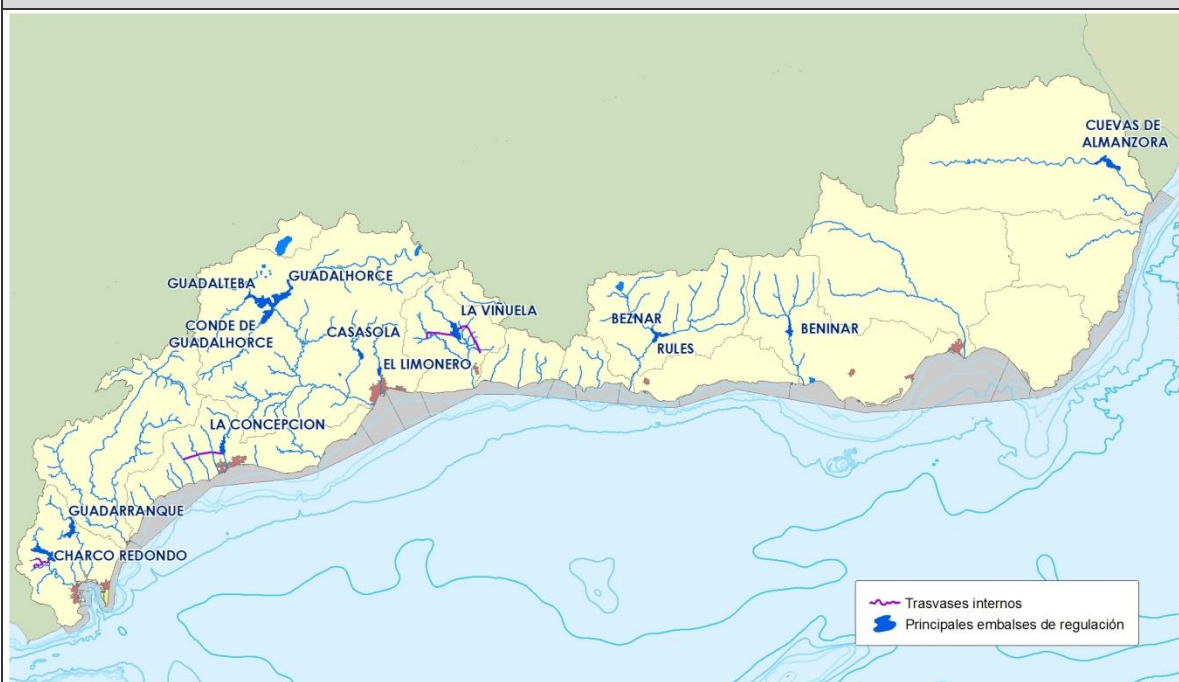 CUEVAS DE
ALMANZORA
GUADALTEBA
GUADALHORCE
CONDE DE
GUADALHORCE
CASASOLA
LA VIÑUELA
EL LIMONERO
BEZNAR
RULES
BENINAR
LA CONCEPCION
GUADARRANQUE
CHARCO REDONDO
Trasvases internos
Principales embalses de regulación